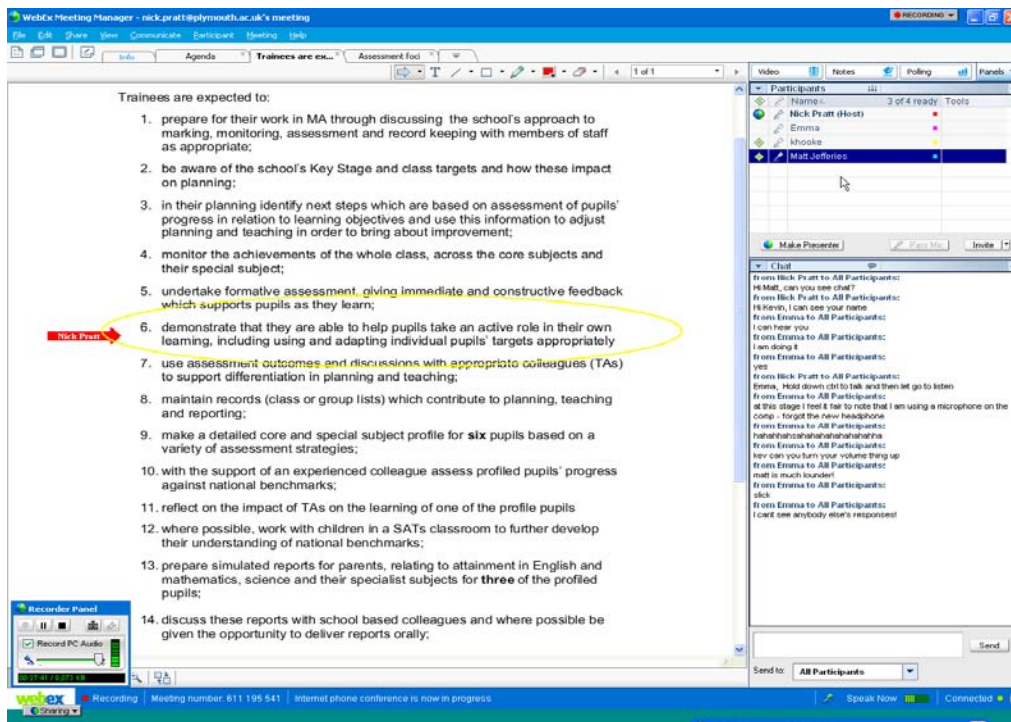 WebEx Meeting Manager - nick.pratt@plymouth.ac.uk's meeting
RECORDING
File Edit Share View Communicate Participant Meeting Help
Info
Agenda
Trainees are ex...
Assessment foci
1 of 1
Video
Notes
Polling
Panels
Trainees are expected to:
1. prepare for their work in MA through discussing the school's approach to
marking, monitoring, assessment and record keeping with members of staff
as appropriate;
2. be aware of the school's Key Stage and class targets and how these impact
on planning;
3. in their planning identify next steps which are based on assessment of pupils'
progress in relation to learning objectives and use this information to adjust
planning and teaching in order to bring about improvement;
4. monitor the achievements of the whole class, across the core subjects and
their special subject;
5. undertake formative assessment, giving immediate and constructive feedback
which supports pupils as they learn;
Nick Pratt
6. demonstrate that they are able to help pupils take an active role in their own
learning, including using and adapting individual pupils' targets appropriately
7. use assessment outcomes and discussions with appropriate colleagues (TAs)
to support differentiation in planning and teaching;
8. maintain records (class or group lists) which contribute to planning, teaching
and reporting;
9. make a detailed core and special subject profile for six pupils based on a
variety of assessment strategies;
10. with the support of an experienced colleague assess profiled pupils' progress
against national benchmarks;
11. reflect on the impact of TAs on the learning of one of the profile pupils
12. where possible, work with children in a SATs classroom to further develop
their understanding of national benchmarks;
13. prepare simulated reports for parents, relating to attainment in English and
mathematics, science and their specialist subjects for three of the profiled
pupils;
14. discuss these reports with school based colleagues and where possible be
given the opportunity to deliver reports orally;
Participants
Name 3 of 4 ready Tools
Nick Pratt (Host)
Emma
khooke
Matt Jefferies
Make Presenter
Pass Mic
Invite
Chat
from Nick Pratt to All Participants:
Hi Matt, can you see chat?
from Nick Pratt to All Participants:
Hi Kevin, I can see your name
from Emma to All Participants:
I can hear you
from Emma to All Participants:
I am doing it
from Emma to All Participants:
yes
from Nick Pratt to All Participants:
Emma, Hold down ctrl to talk and then let go to listen
from Emma to All Participants:
at this stage I feel it fair to note that I am using a microphone on the
comp - forgot the new headphone
from Emma to All Participants:
from Emma to All Participants:
kev can you turn your volume thing up
from Emma to All Participants:
matt is much lounder!
from Emma to All Participants:
slick
from Emma to All Participants:
I cant see anybody else's responses!
Send
Send to: All Participants
Recorder Panel
Record PC Audio
webex
Recording
Meeting number: 611 195 541
Internet phone conference is now in progress
Speak Now
Connected
Sharing